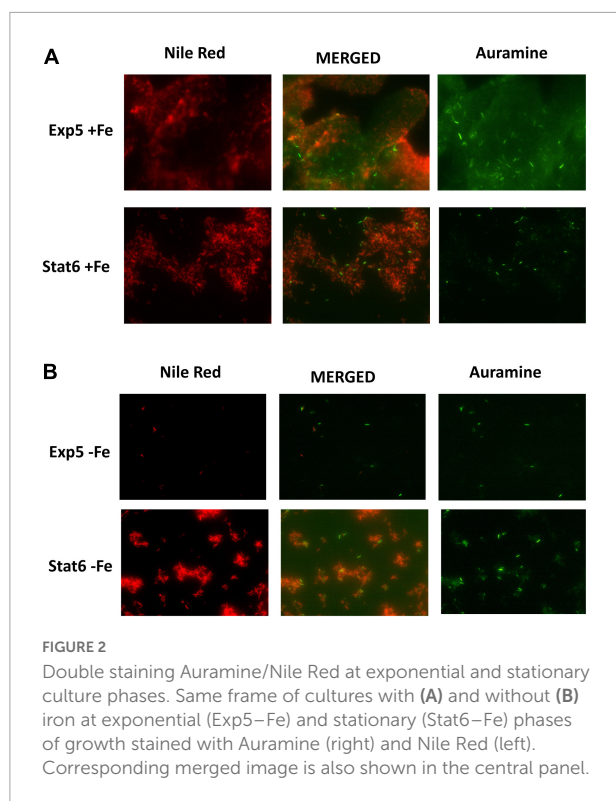 A
Nile Red MERGED Auramine
Exp5 +Fe
Stat6 +Fe
B
Nile Red MERGED Auramine
Exp5 -Fe
Stat6 -Fe
FIGURE 2
Double staining Auramine/Nile Red at exponential and stationary
culture phases. Same frame of cultures with (A) and without (B)
iron at exponential (Exp5–Fe) and stationary (Stat6–Fe) phases
of growth stained with Auramine (right) and Nile Red (left).
Corresponding merged image is also shown in the central panel.